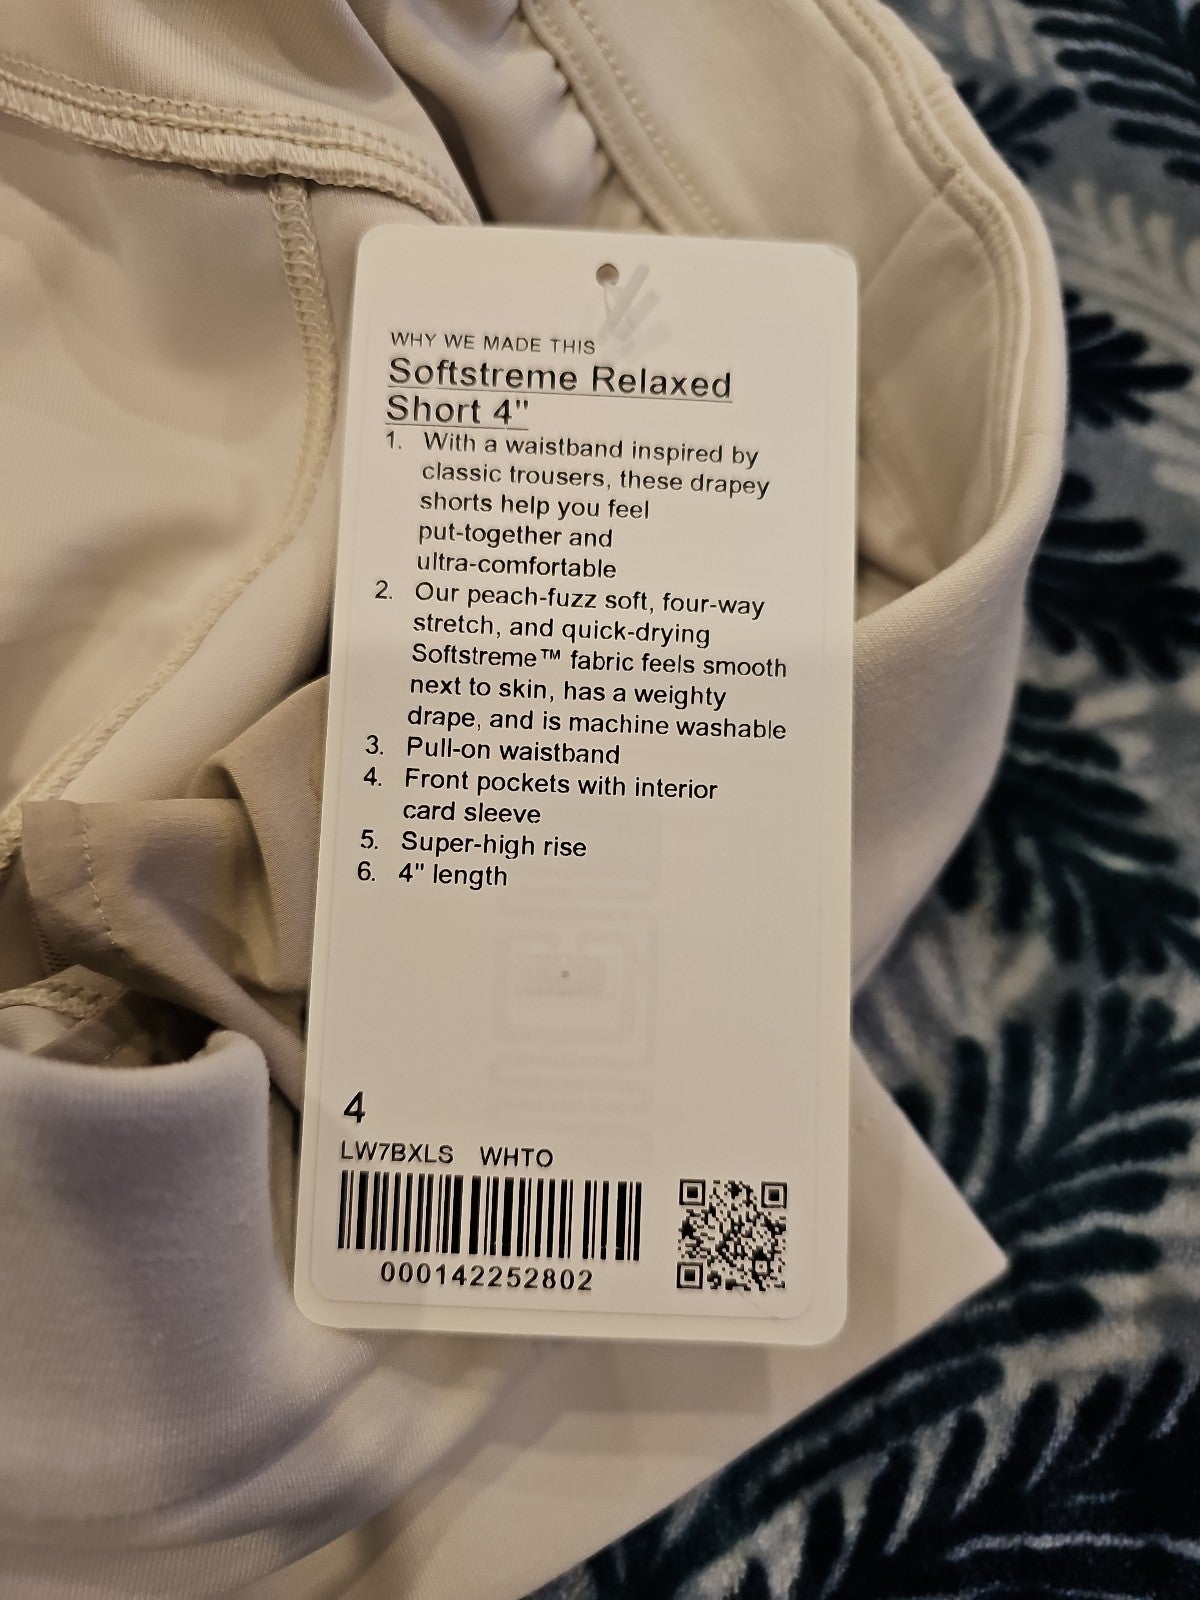 WHY WE MADE THIS
Softstreme Relaxed
Short 4"
1. With a waistband inspired by
classic trousers, these drapey
shorts help you feel
put-together and
ultra-comfortable
2. Our peach-fuzz soft, four-way
stretch, and quick-drying
Softstreme™ fabric feels smooth
next to skin, has a weighty
drape, and is machine washable
3. Pull-on waistband
4. Front pockets with interior
card sleeve
5. Super-high rise
6. 4" length
4
LW7BXLS WHTO
000142252802